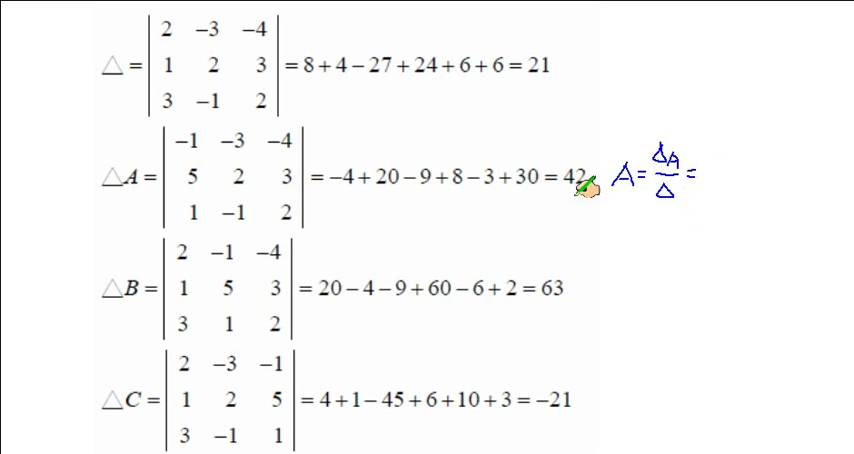 2 −3 −4
△ = 1 2 3 = 8 + 4 − 27 + 24 + 6 + 6 = 21
3 −1 2
−1 −3 −4
△A = 5 2 3 = −4 + 20 − 9 + 8 − 3 + 30 = 42 A = ΔA/Δ =
1 −1 2
2 −1 −4
△B = 1 5 3 = 20 − 4 − 9 + 60 − 6 + 2 = 63
3 1 2
2 −3 −1
△C = 1 2 5 = 4 + 1 − 45 + 6 + 10 + 3 = −21
3 −1 1